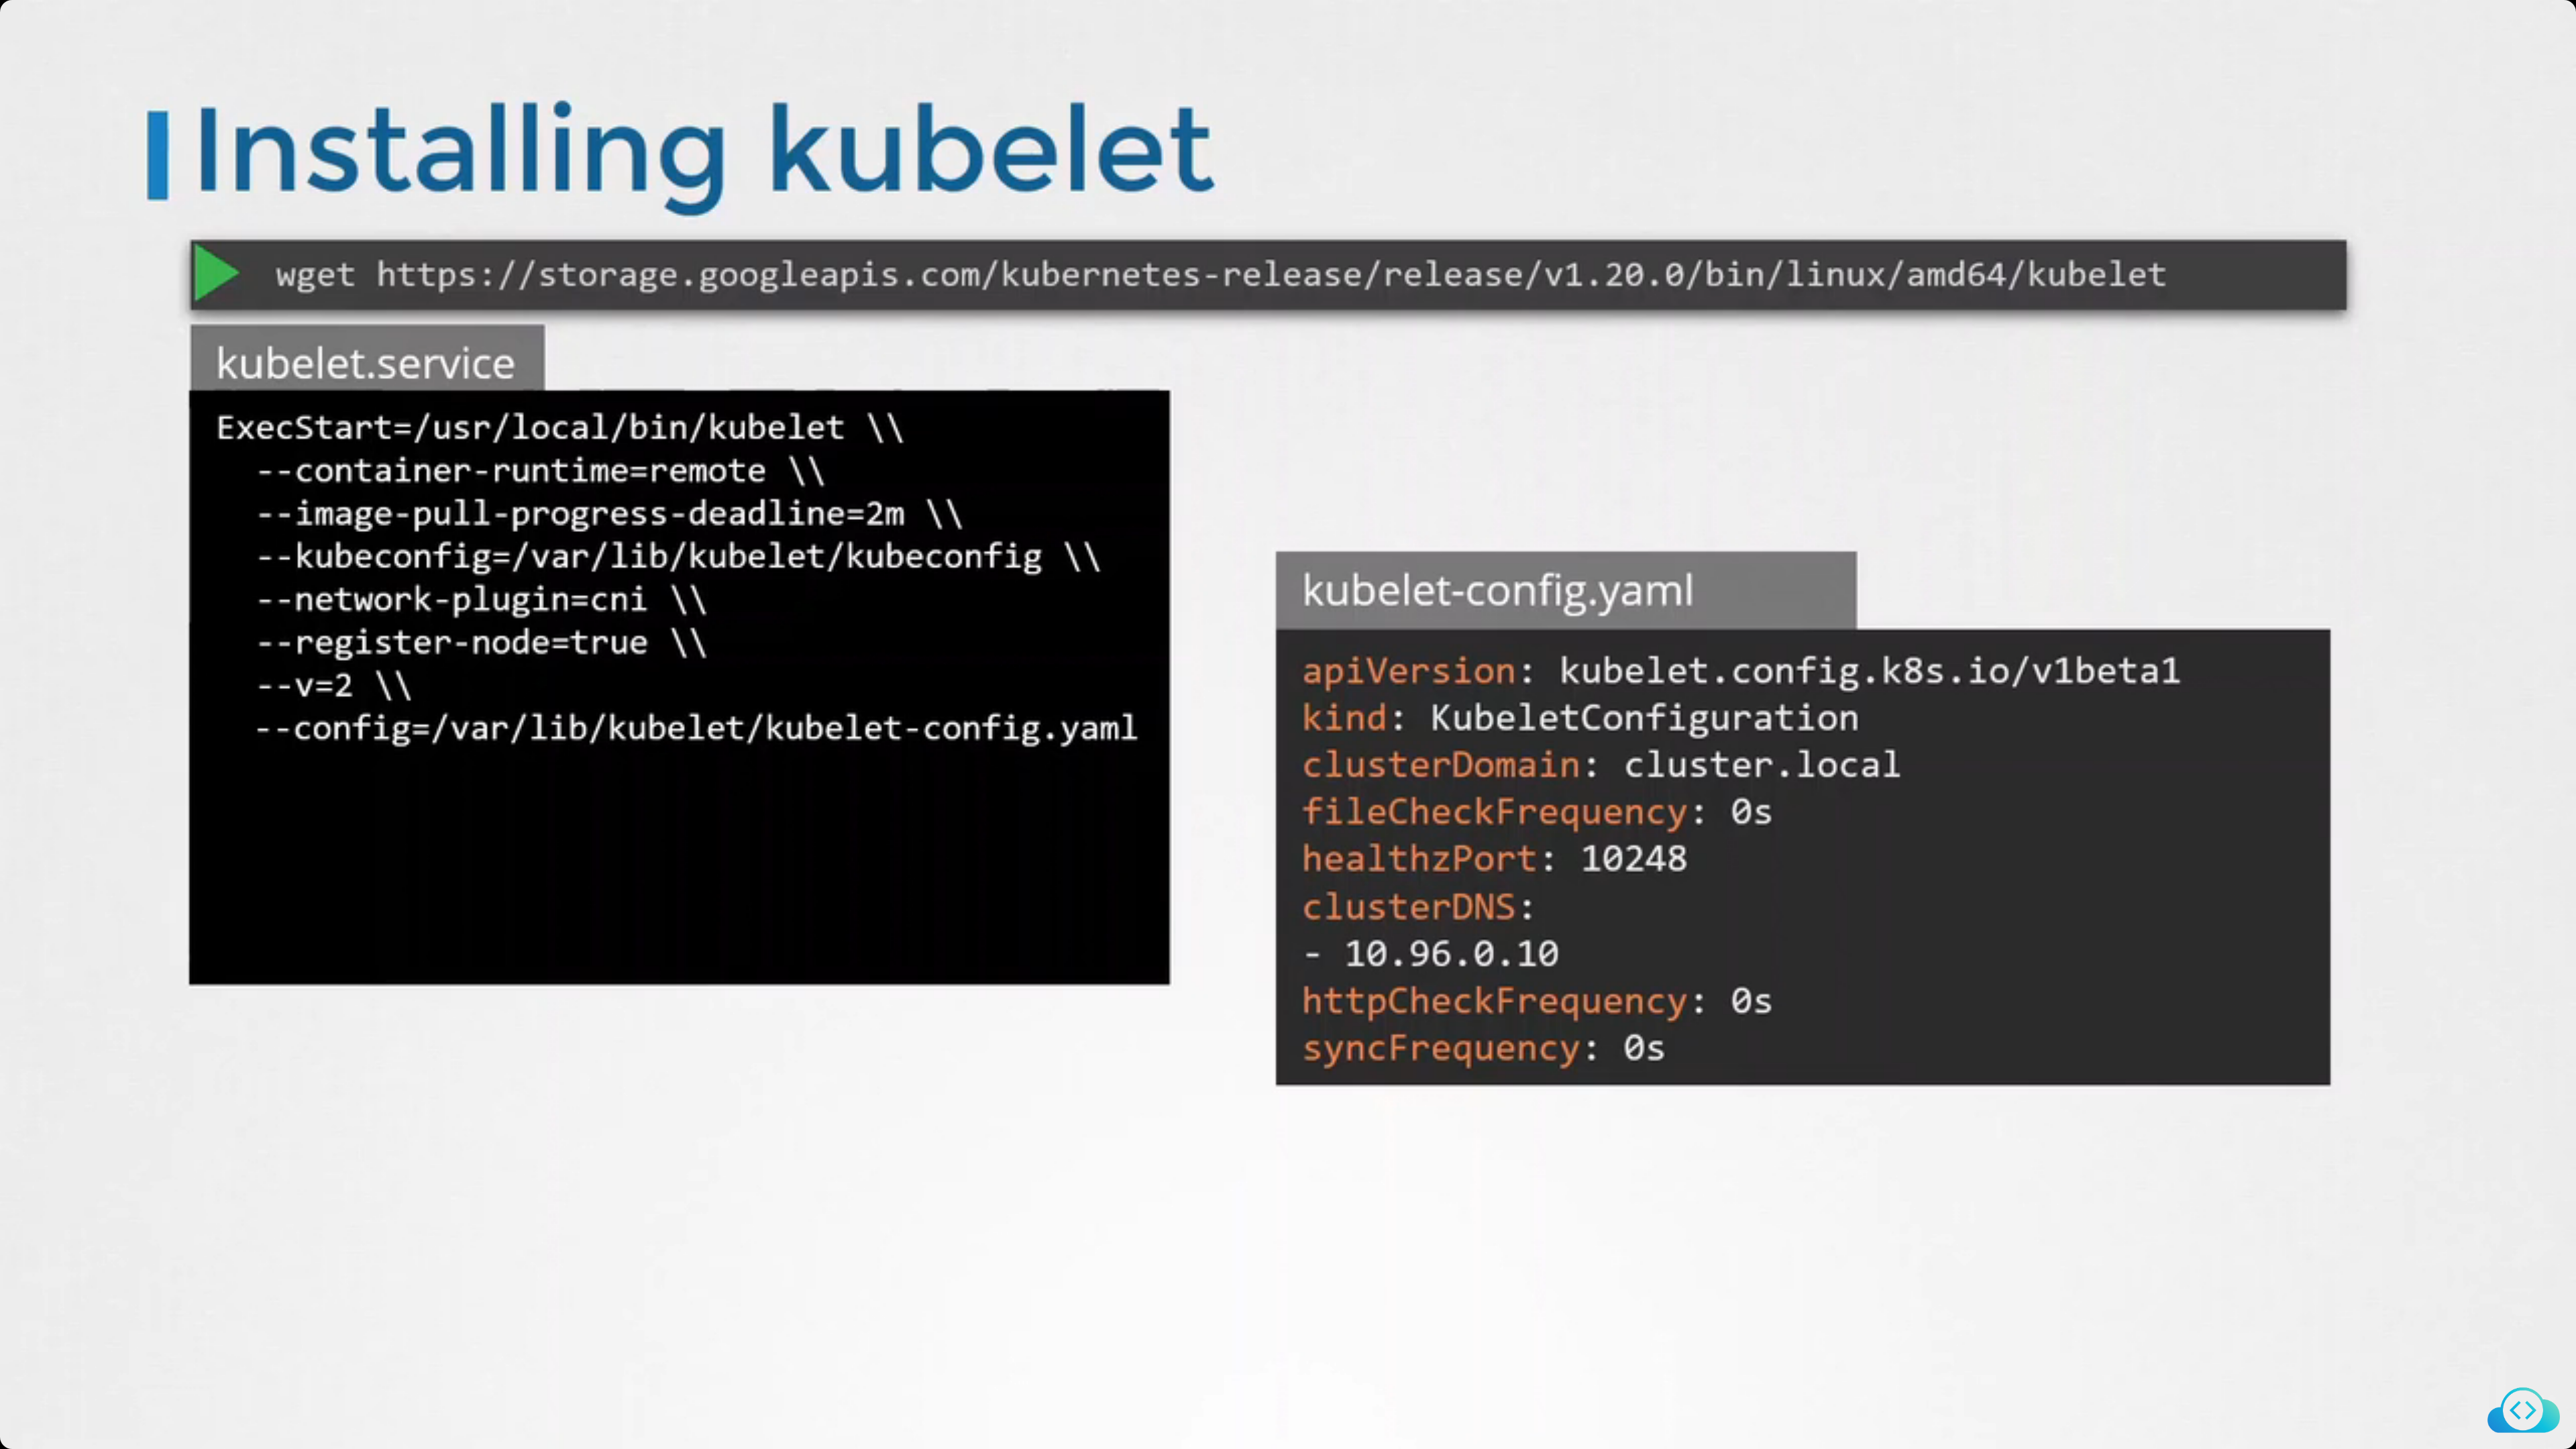 Installing kubelet
wget https://storage.googleapis.com/kubernetes-release/release/v1.20.0/bin/linux/amd64/kubelet
kubelet.service
ExecStart=/usr/local/bin/kubelet \\
--container-runtime=remote \\
--image-pull-progress-deadline=2m \\
--kubeconfig=/var/lib/kubelet/kubeconfig \\
--network-plugin=cni \\
--register-node=true \\
--v=2 \\
--config=/var/lib/kubelet/kubelet-config.yaml
kubelet-config.yaml
apiVersion: kubelet.config.k8s.io/v1beta1
kind: KubeletConfiguration
clusterDomain: cluster.local
fileCheckFrequency: 0s
healthzPort: 10248
clusterDNS:
- 10.96.0.10
httpCheckFrequency: 0s
syncFrequency: 0s